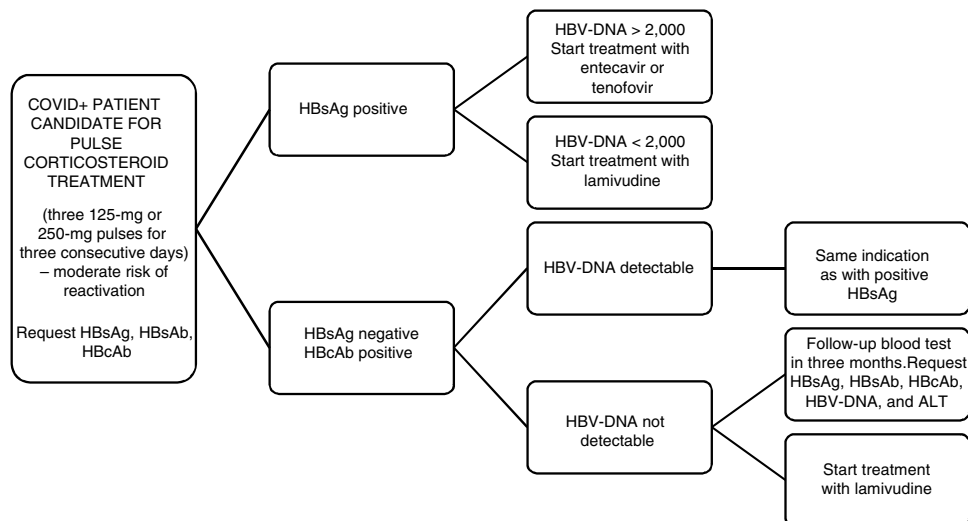 COVID+ PATIENT
CANDIDATE FOR
PULSE
CORTICOSTEROID
TREATMENT
(three 125-mg or
250-mg pulses for
three consecutive days)
– moderate risk of
reactivation
Request HBsAg, HBsAb,
HBcAb
HBsAg positive
HBV-DNA > 2,000
Start treatment with
entecavir or
tenofovir
HBV-DNA < 2,000
Start treatment with
lamivudine
HBsAg negative
HBcAb positive
HBV-DNA detectable
Same indication
as with positive
HBsAg
HBV-DNA not
detectable
Follow-up blood test
in three months.Request
HBsAg, HBsAb, HBcAb,
HBV-DNA, and ALT
Start treatment
with lamivudine